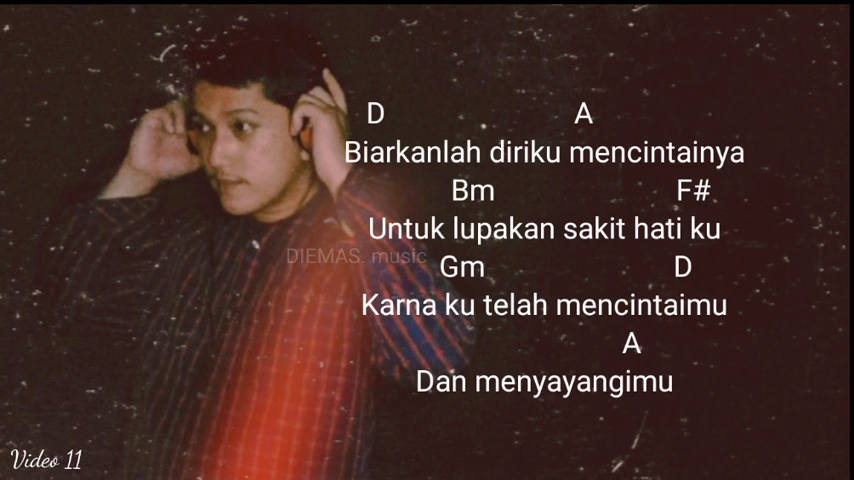 D A
Biarkanlah diriku mencintainya
Bm F#
Untuk lupakan sakit hati ku
DIEMAS. music
Gm D
Karna ku telah mencintaimu
A
Dan menyayangimu
Video 11